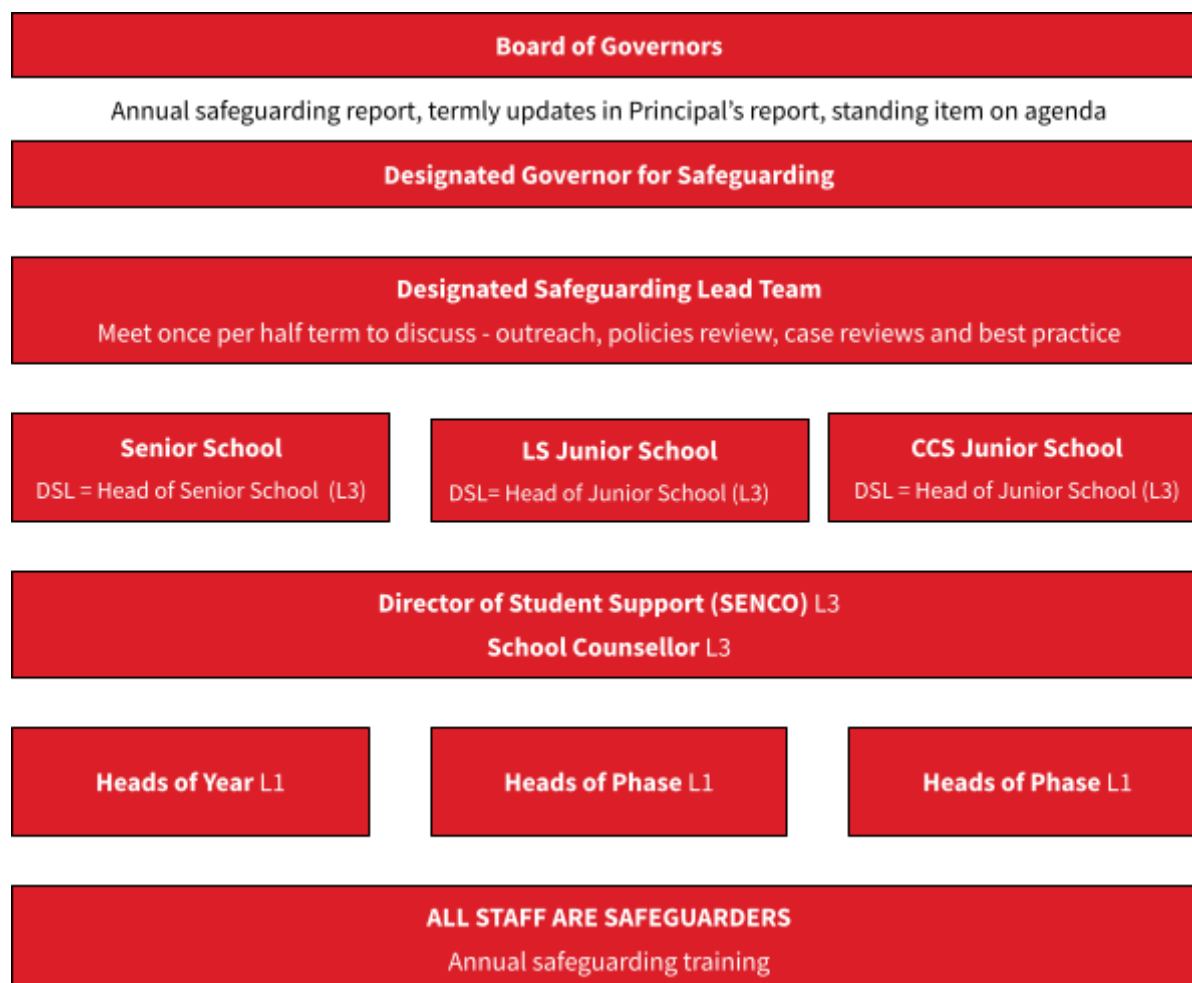 Board of Governors
Annual safeguarding report, termly updates in Principal's report, standing item on agenda
Designated Governor for Safeguarding
Designated Safeguarding Lead Team
Meet once per half term to discuss - outreach, policies review, case reviews and best practice
Senior School
DSL = Head of Senior School (L3)
LS Junior School
DSL= Head of Junior School (L3)
CCS Junior School
DSL = Head of Junior School (L3)
Director of Student Support (SENCO) L3
School Counsellor L3
Heads of Year L1
Heads of Phase L1
Heads of Phase L1
ALL STAFF ARE SAFEGUARDERS
Annual safeguarding training